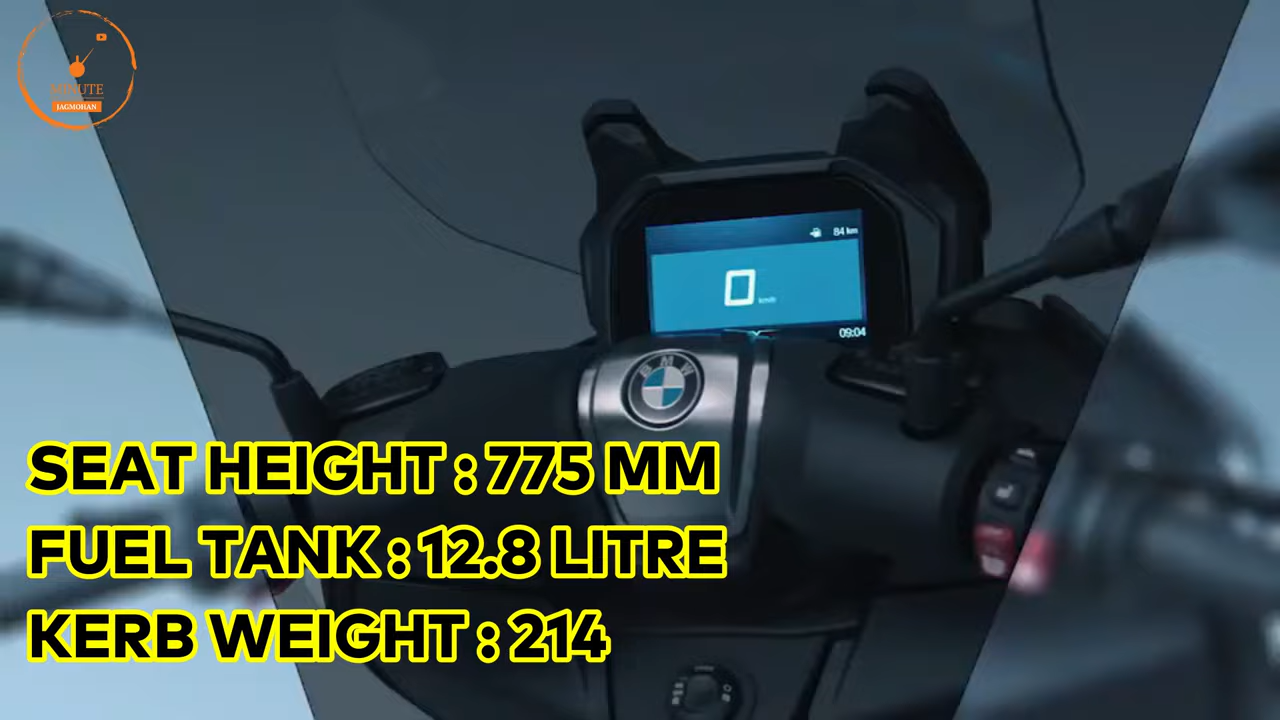 MINUTE
JAGMOHAN
84 km
0 km/h
09:04
BMW
SEAT HEIGHT : 775 MM
FUEL TANK : 12.8 LITRE
KERB WEIGHT : 214